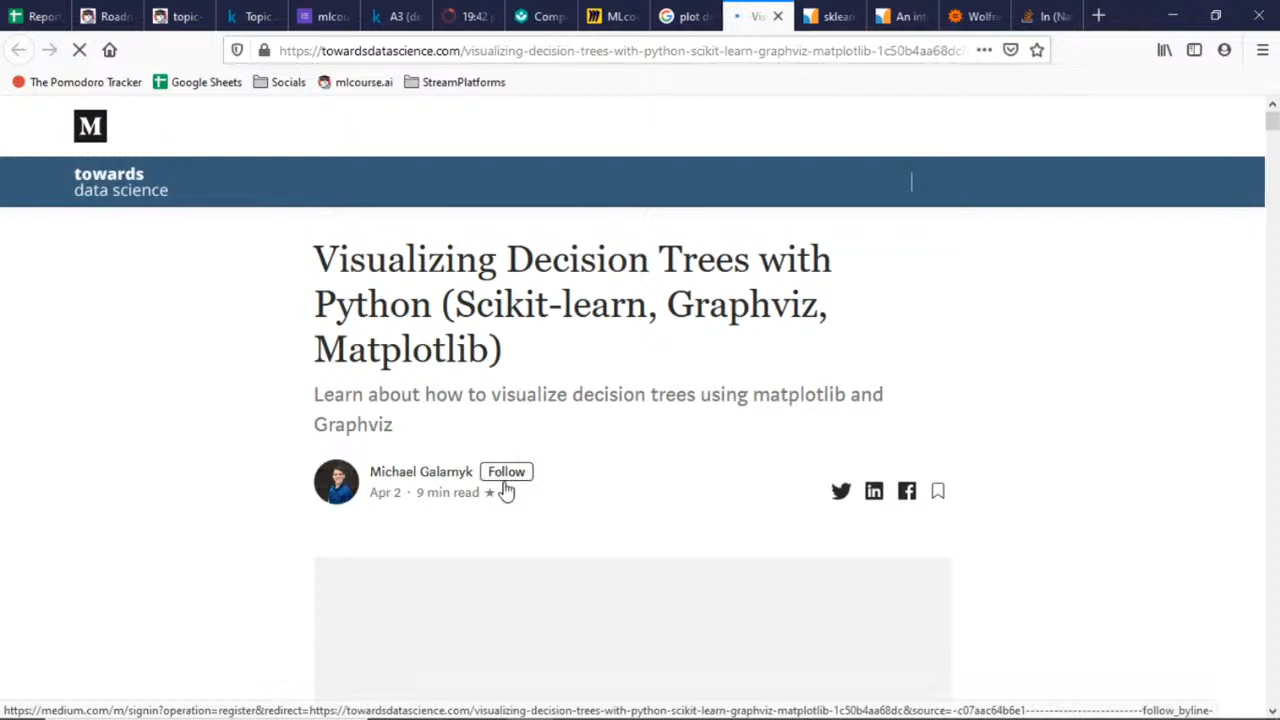 Report
Roadn
topic-
Topic
mlcou
A3 (d
19:42
Comp
MLco
plot d
Vis
sklear
An int
Wolfr
In (Na
https://towardsdatascience.com/visualizing-decision-trees-with-python-scikit-learn-graphviz-matplotlib-1c50b4aa68dc?
The Pomodoro Tracker
Google Sheets
Socials
mlcourse.ai
StreamPlatforms
M
towards
data science
Visualizing Decision Trees with
Python (Scikit-learn, Graphviz,
Matplotlib)
Learn about how to visualize decision trees using matplotlib and
Graphviz
Michael Galarnyk
Follow
Apr 2 · 9 min read ★
https://medium.com/m/signin?operation=register&redirect=https://towardsdatascience.com/visualizing-decision-trees-with-python-scikit-learn-graphviz-matplotlib-1c50b4aa68dc&source=-c07aac64b6e1-------------------------follow_byline-